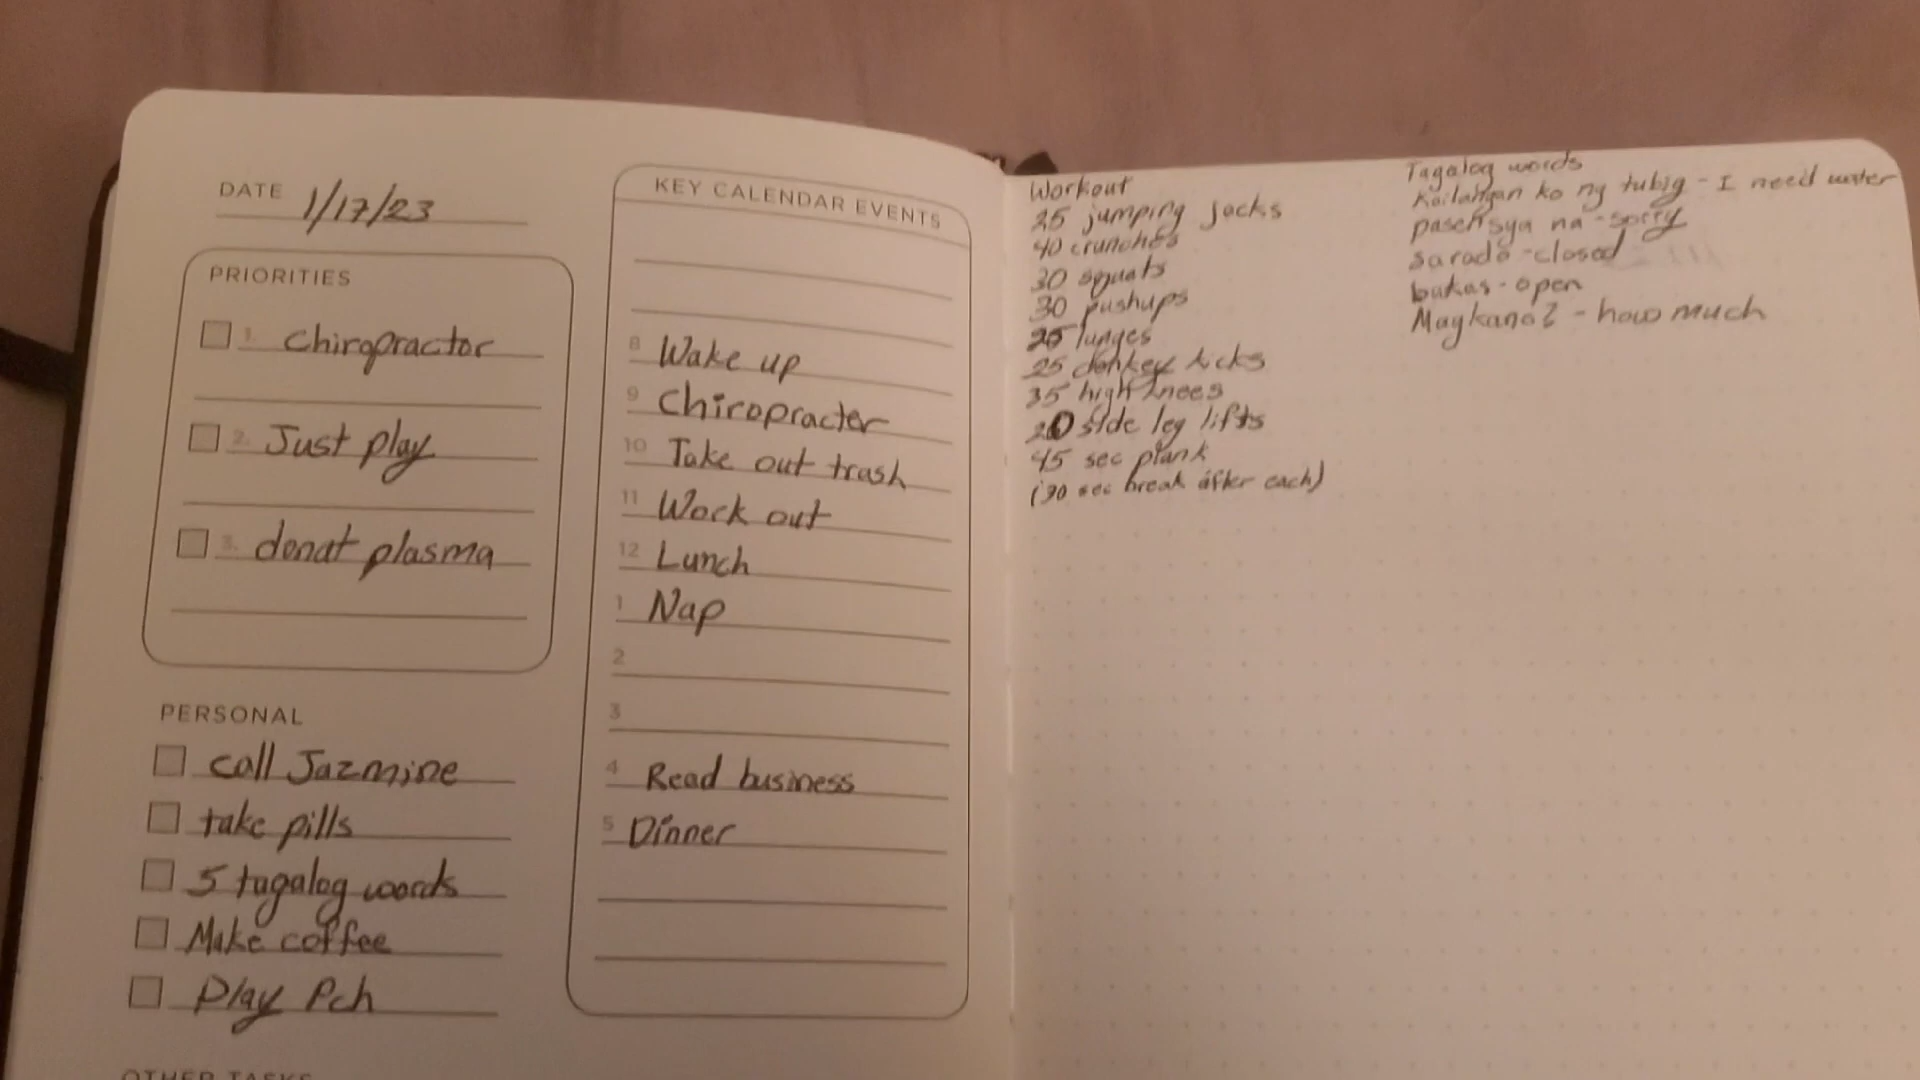 DATE 1/17/23
PRIORITIES
1. Chiropractor
2. Just play
3. donat plasma
PERSONAL
call Jazmine
take pills
5 tagalog words
Make coffee
Play Pch
OTHER TASKS
KEY CALENDAR EVENTS
8 Wake up
9 Chiropracter
10 Take out trash
11 Work out
12 Lunch
1 Nap
2
3
4 Read business
5 Dinner
Workout
25 jumping jacks
40 crunches
30 squats
30 pushups
lunges
25 donkey kicks
35 high knees
20 side leg lifts
45 sec plank
sec break after each)
Tagalog words
Kailangan ko ng tubig - I need water
pasensya na - sorry
sarado - closed
bukas - open
Magkano? - how much